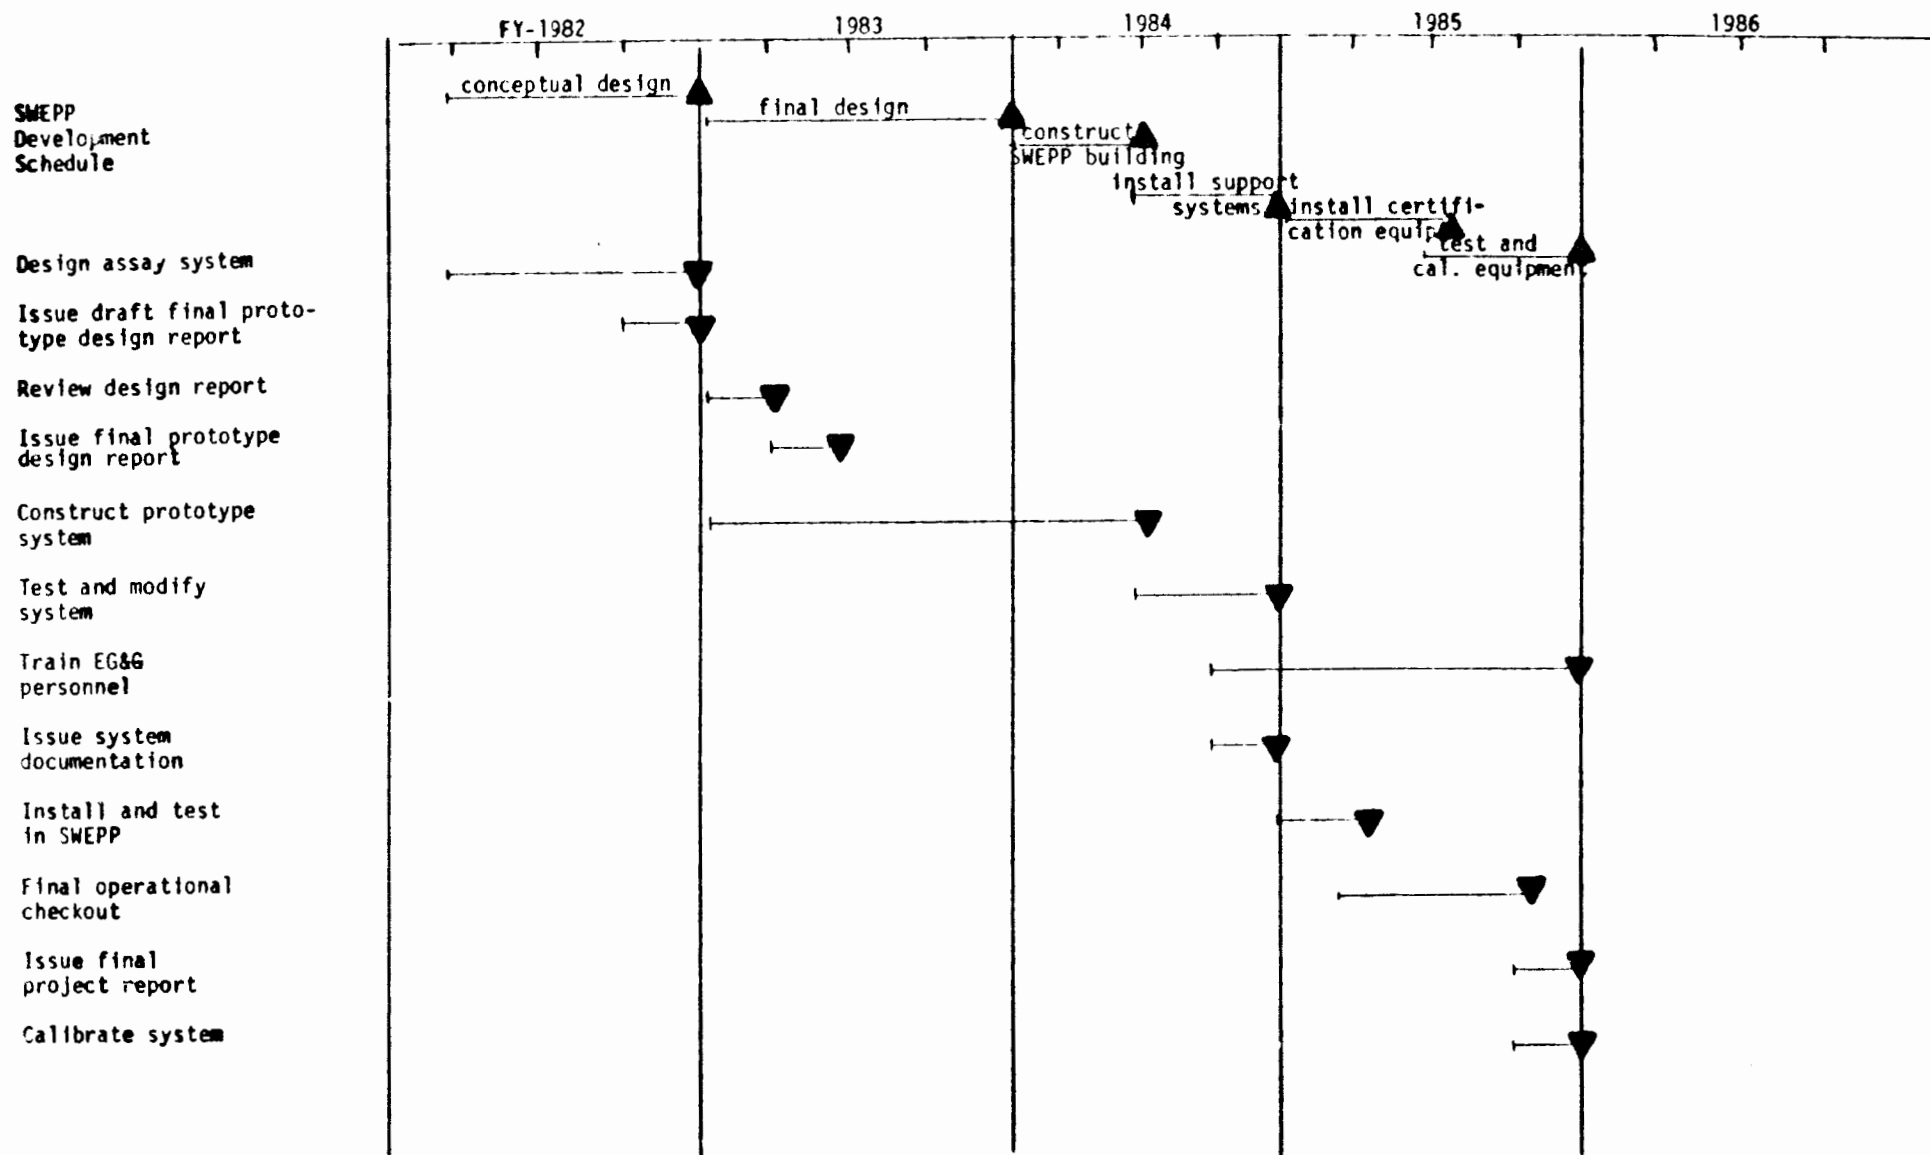 FY-1982 1983 1984 1985 1986
SWEPP
Development
Schedule
conceptual design
final design
construct
SWEPP building
install support
systems
install certifi-
cation equip
test and
cal. equipment
Design assay system
Issue draft final proto-
type design report
Review design report
Issue final prototype
design report
Construct prototype
system
Test and modify
system
Train EG&G
personnel
Issue system
documentation
Install and test
in SWEPP
Final operational
checkout
Issue final
project report
Calibrate system